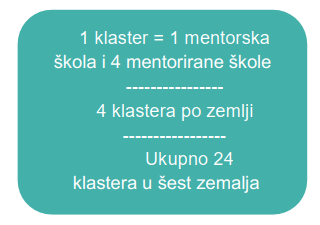 1 klaster = 1 mentorska
škola i 4 mentorirane škole
----------------
4 klastera po zemlji
-----------------
Ukupno 24
klastera u šest zemalja